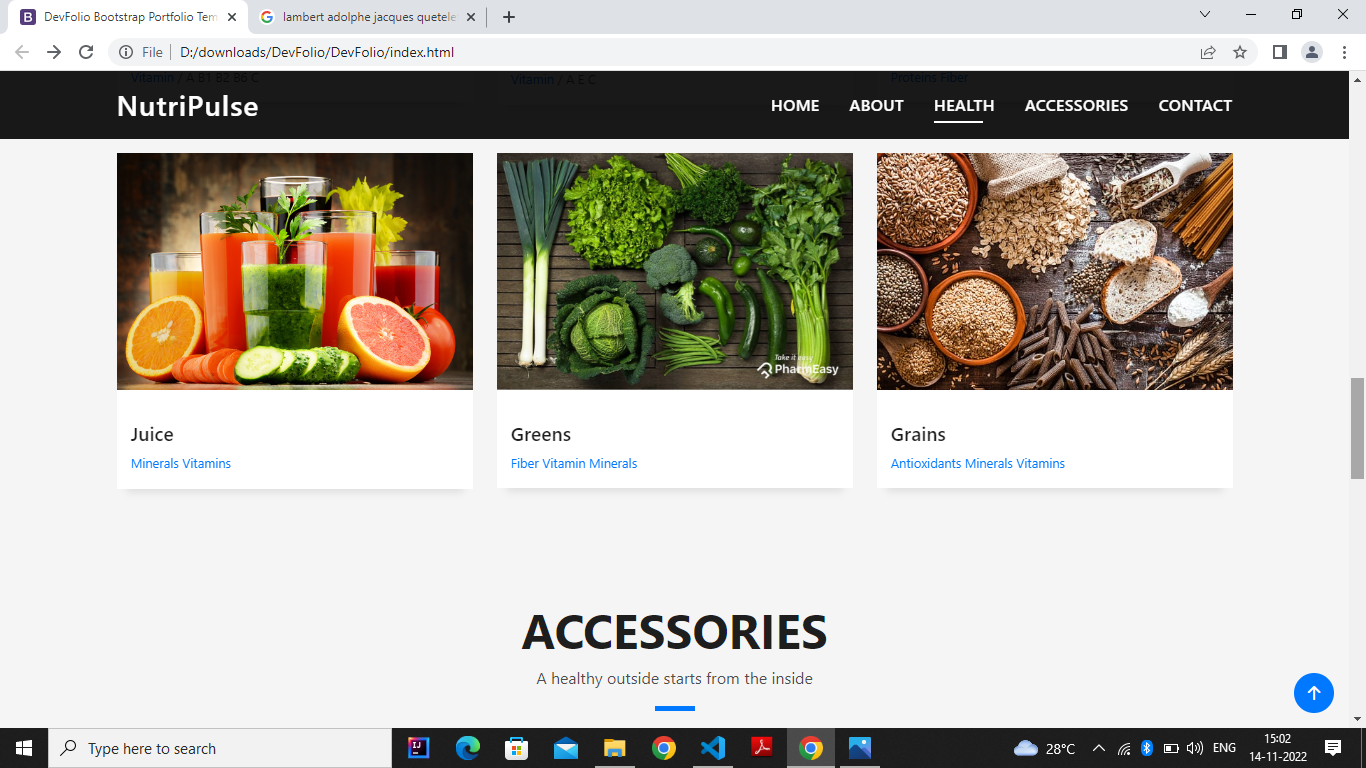 DevFolio Bootstrap Portfolio Tem
lambert adolphe jacques quetele
File
D:/downloads/DevFolio/DevFolio/index.html
Vitamin / A B1 B2 B6 C
Vitamin / A E C
Proteins Fiber
NutriPulse
HOME
ABOUT
HEALTH
ACCESSORIES
CONTACT
Take it easy
PharmEasy
Juice
Minerals Vitamins
Greens
Fiber Vitamin Minerals
Grains
Antioxidants Minerals Vitamins
ACCESSORIES
A healthy outside starts from the inside
Type here to search
28°C
ENG
15:02
14-11-2022